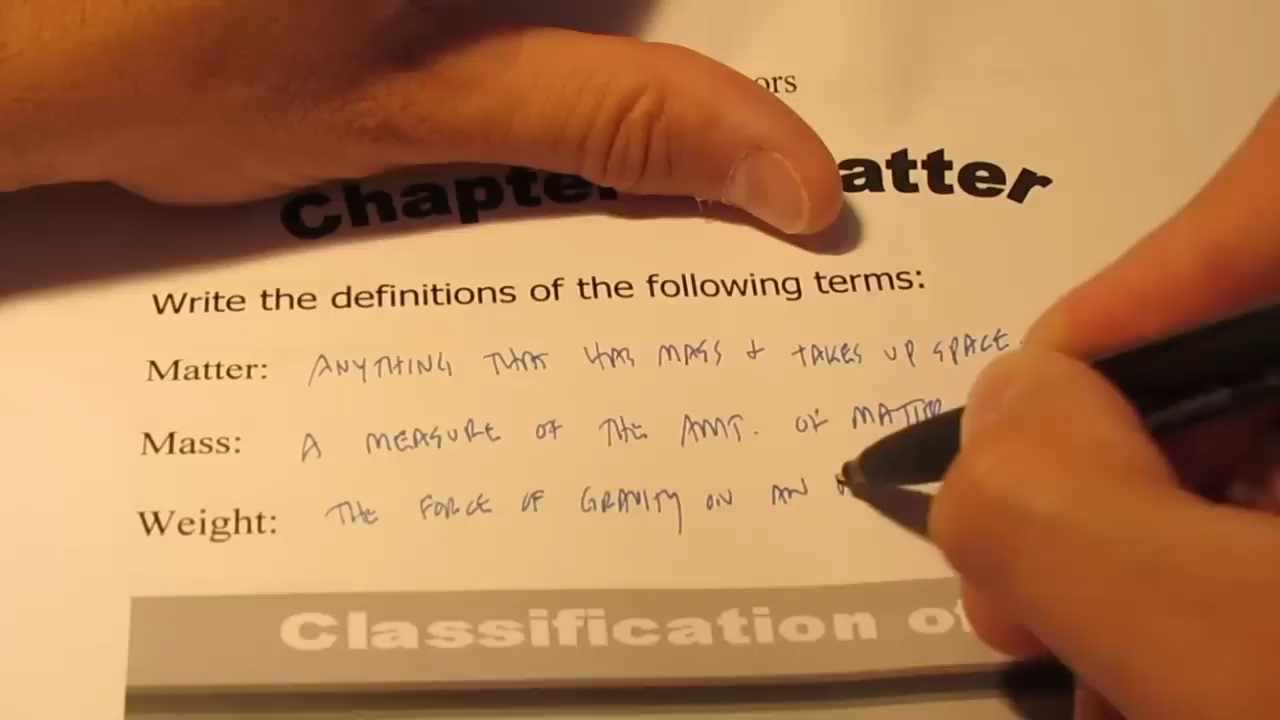 ors
Chapte atter
Write the definitions of the following terms:
Matter: ANYTHING THAT HAS MASS & TAKES UP SPACE.
Mass: A MEASURE OF THE AMT. OF MATTER
Weight: THE FORCE OF GRAVITY ON AN
Classification of